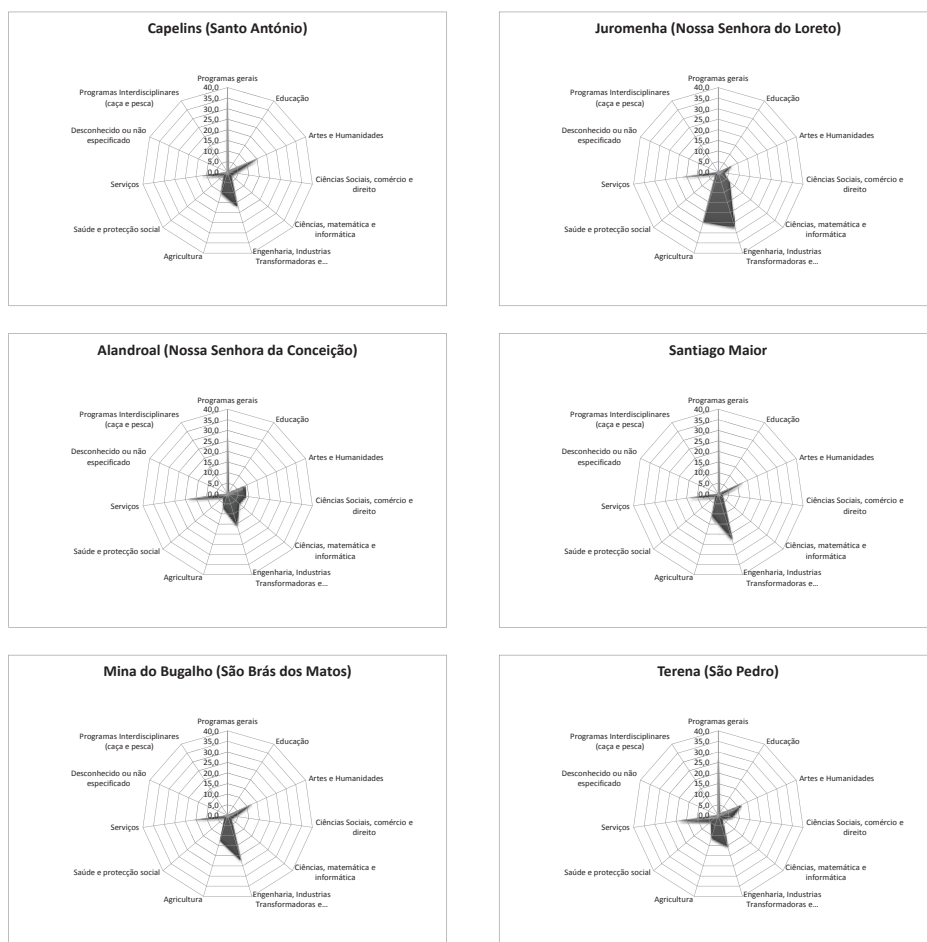 Capelins (Santo António)
Programas gerais
40,0
35,0
30,0
25,0
20,0
15,0
10,0
5,0
0,0
Educação
Artes e Humanidades
Ciências Sociais, comércio e
direito
Ciências, matemática e
informática
Engenharia, Industrias
Transformadoras e...
Agricultura
Saúde e protecção social
Serviços
Desconhecido ou não
especificado
Programas Interdisciplinares
(caça e pesca)
Juromenha (Nossa Senhora do Loreto)
Programas gerais
40,0
35,0
30,0
25,0
20,0
15,0
10,0
5,0
0,0
Educação
Artes e Humanidades
Ciências Sociais, comércio e
direito
Ciências, matemática e
informática
Engenharia, Industrias
Transformadoras e...
Agricultura
Saúde e protecção social
Serviços
Desconhecido ou não
especificado
Programas Interdisciplinares
(caça e pesca)
Alandroal (Nossa Senhora da Conceição)
Programas gerais
40,0
35,0
30,0
25,0
20,0
15,0
10,0
5,0
0,0
Educação
Artes e Humanidades
Ciências Sociais, comércio e
direito
Ciências, matemática e
informática
Engenharia, Industrias
Transformadoras e...
Agricultura
Saúde e protecção social
Serviços
Desconhecido ou não
especificado
Programas Interdisciplinares
(caça e pesca)
Santiago Maior
Programas gerais
40,0
35,0
30,0
25,0
20,0
15,0
10,0
5,0
0,0
Educação
Artes e Humanidades
Ciências Sociais, comércio e
direito
Ciências, matemática e
informática
Engenharia, Industrias
Transformadoras e...
Agricultura
Saúde e protecção social
Serviços
Desconhecido ou não
especificado
Programas Interdisciplinares
(caça e pesca)
Mina do Bugalho (São Brás dos Matos)
Programas gerais
40,0
35,0
30,0
25,0
20,0
15,0
10,0
5,0
0,0
Educação
Artes e Humanidades
Ciências Sociais, comércio e
direito
Ciências, matemática e
informática
Engenharia, Industrias
Transformadoras e...
Agricultura
Saúde e protecção social
Serviços
Desconhecido ou não
especificado
Programas Interdisciplinares
(caça e pesca)
Terena (São Pedro)
Programas gerais
40,0
35,0
30,0
25,0
20,0
15,0
10,0
5,0
0,0
Educação
Artes e Humanidades
Ciências Sociais, comércio e
direito
Ciências, matemática e
informática
Engenharia, Industrias
Transformadoras e...
Agricultura
Saúde e protecção social
Serviços
Desconhecido ou não
especificado
Programas Interdisciplinares
(caça e pesca)